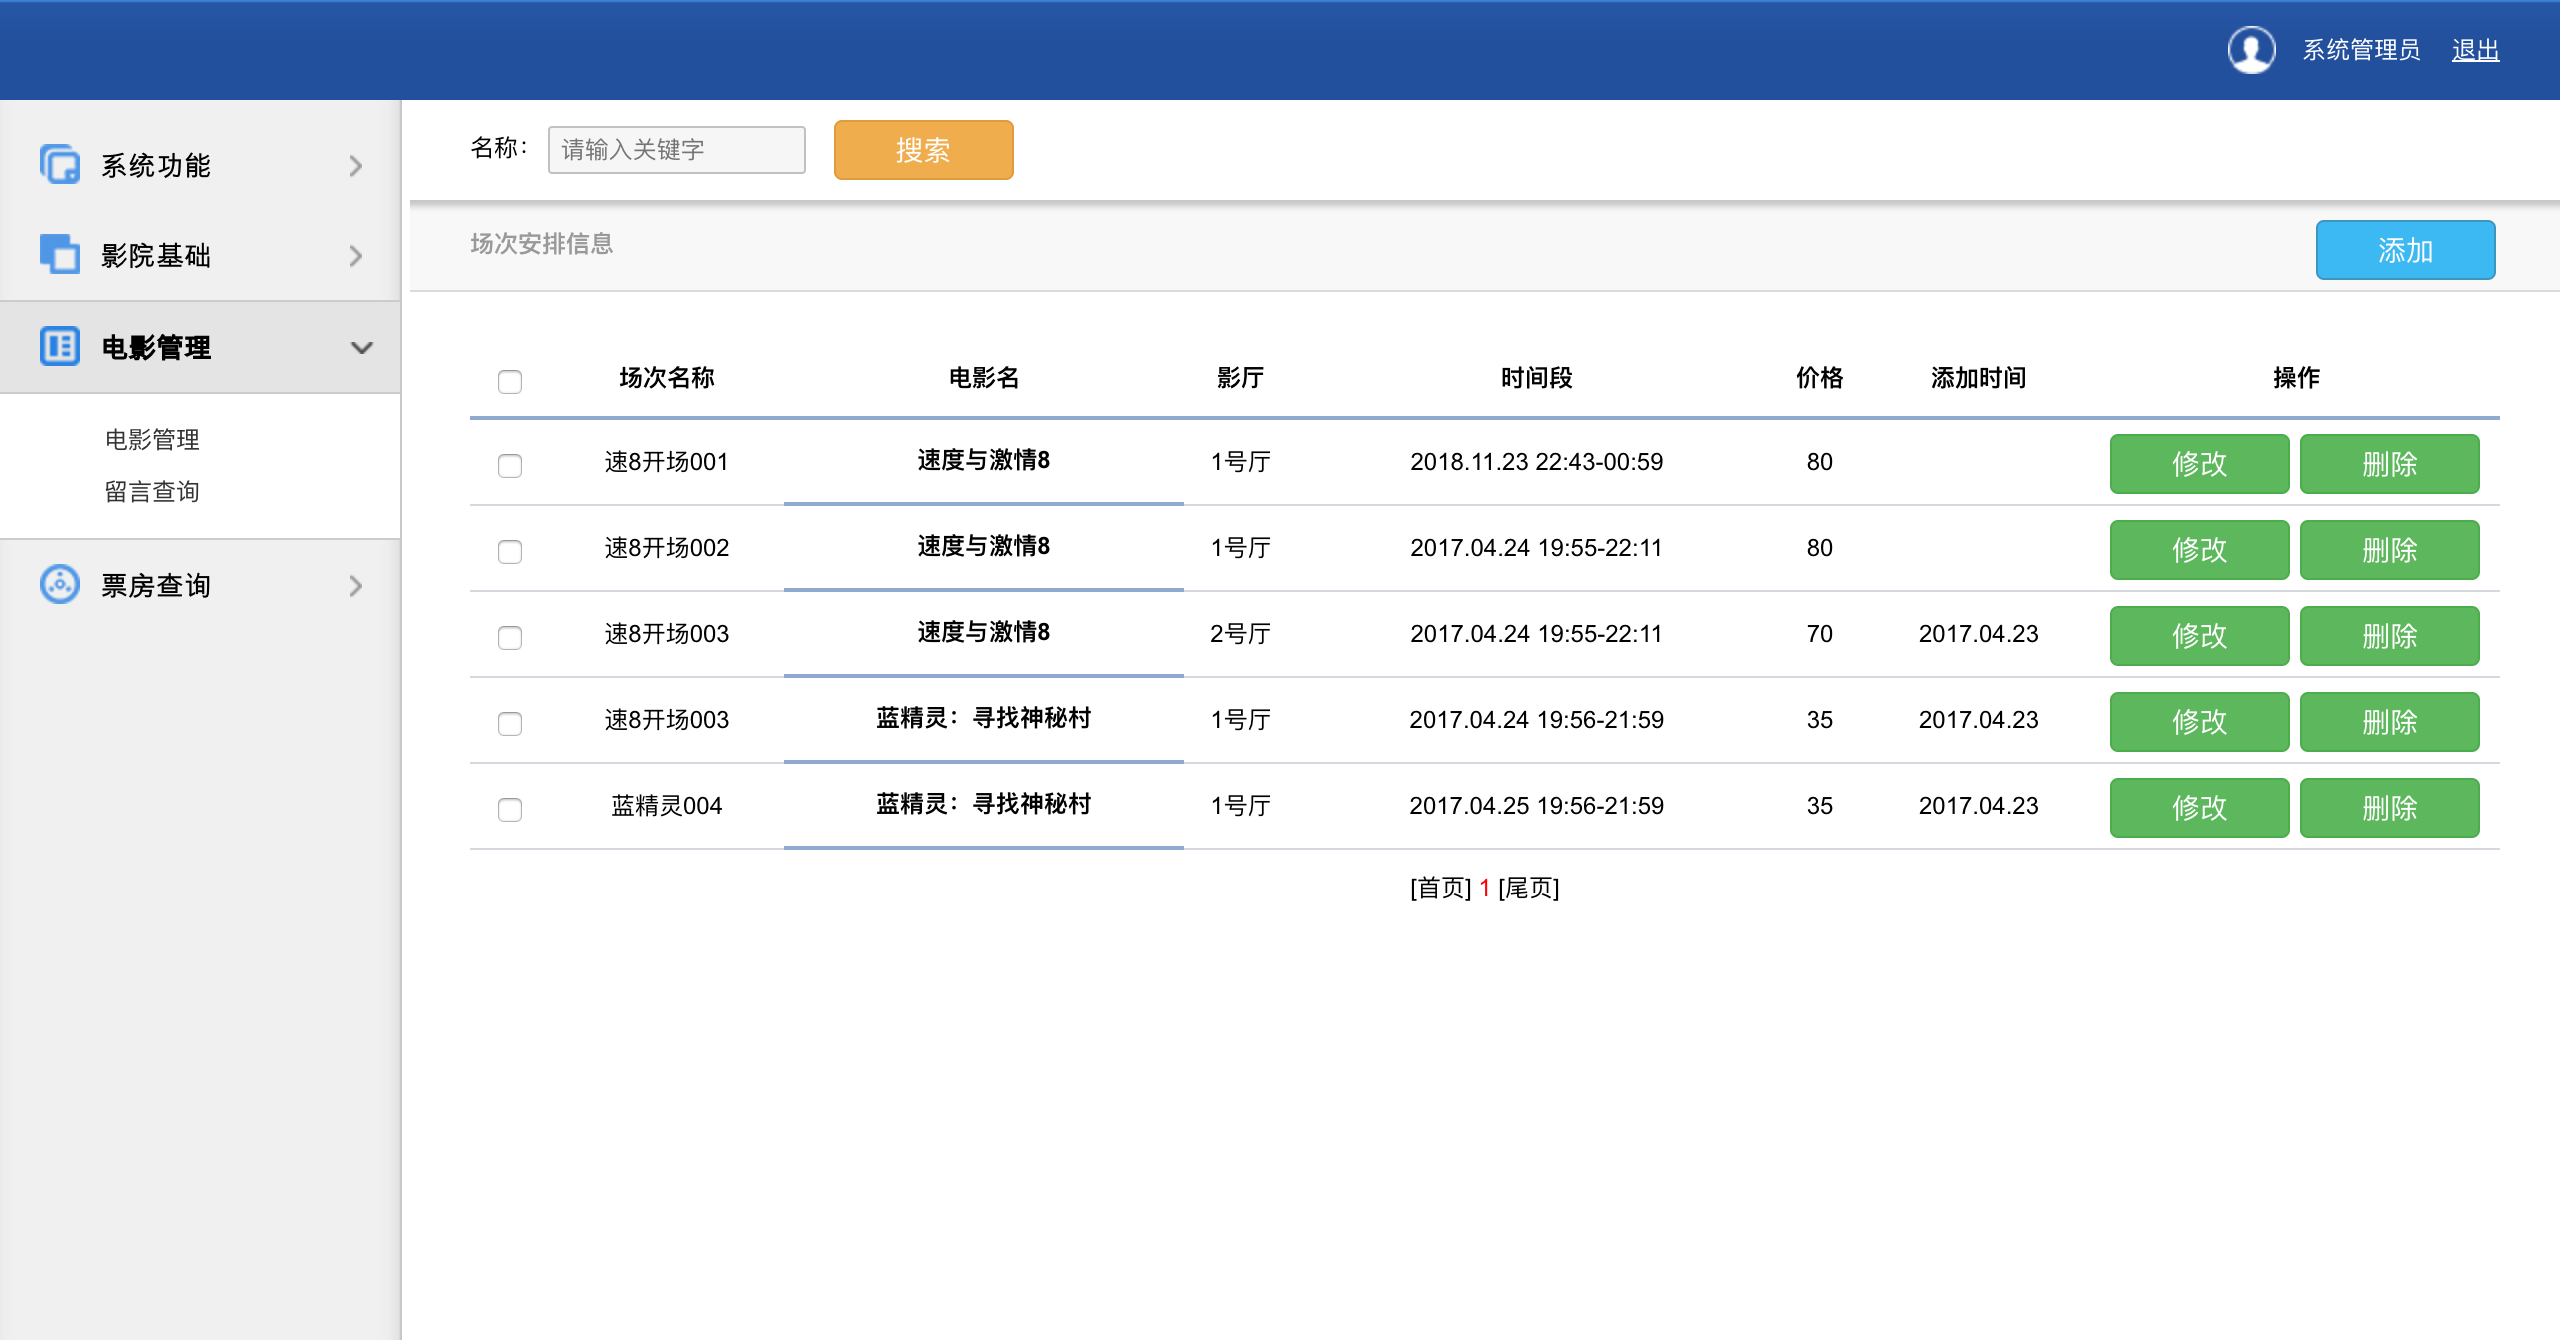 系统管理员 退出
系统功能
影院基础
电影管理
电影管理
留言查询
票房查询
名称： 请输入关键字 搜索
场次安排信息 添加
场次名称 电影名 影厅 时间段 价格 添加时间 操作
速8开场001 速度与激情8 1号厅 2018.11.23 22:43-00:59 80 修改 删除
速8开场002 速度与激情8 1号厅 2017.04.24 19:55-22:11 80 修改 删除
速8开场003 速度与激情8 2号厅 2017.04.24 19:55-22:11 70 2017.04.23 修改 删除
速8开场003 蓝精灵：寻找神秘村 1号厅 2017.04.24 19:56-21:59 35 2017.04.23 修改 删除
蓝精灵004 蓝精灵：寻找神秘村 1号厅 2017.04.25 19:56-21:59 35 2017.04.23 修改 删除
[首页] 1 [尾页]